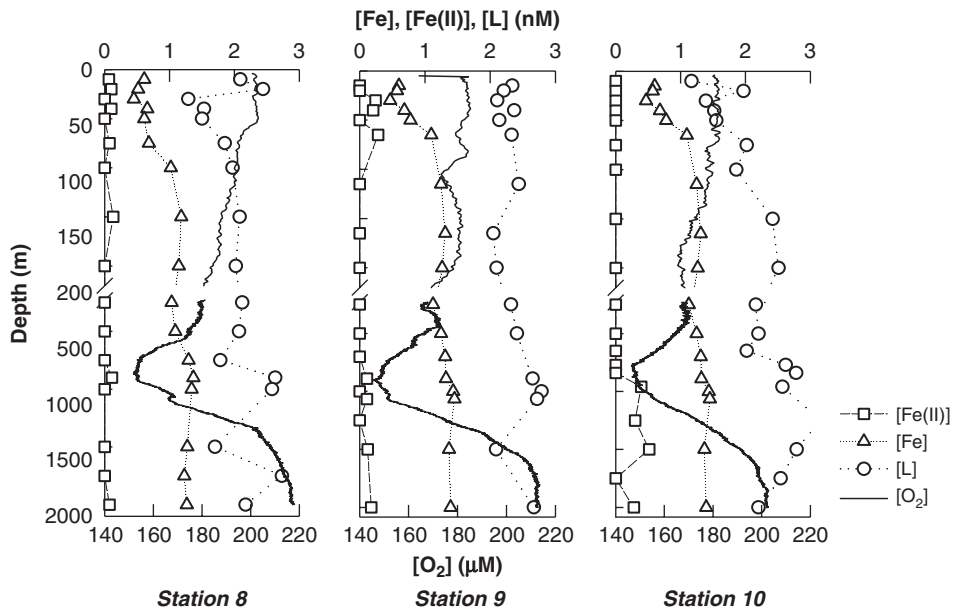 [Fe], [Fe(II)], [L] (nM)
0 1 2 3 0 1 2 3 0 1 2 3
Depth (m)
0
50
100
150
200
500
1000
1500
2000
140 160 180 200 220 140 160 180 200 220 140 160 180 200 220
[O₂] (μM)
Station 8 Station 9 Station 10
[Fe(II)]
[Fe]
[L]
[O₂]